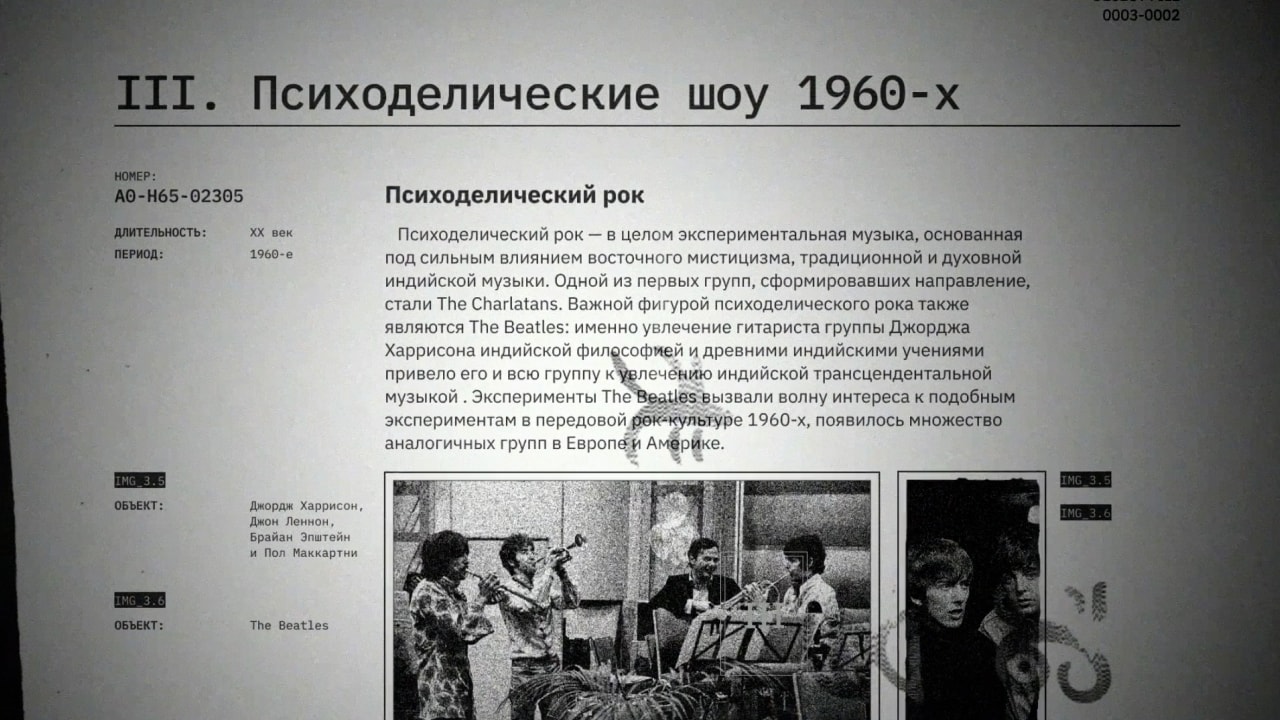 0003-0002
III. Психоделические шоу 1960-х
НОМЕР:
A0-H65-02305
ДЛИТЕЛЬНОСТЬ: XX век
ПЕРИОД: 1960-е
Психоделический рок
Психоделический рок — в целом экспериментальная музыка, основанная
под сильным влиянием восточного мистицизма, традиционной и духовной
индийской музыки. Одной из первых групп, сформировавших направление,
стали The Charlatans. Важной фигурой психоделического рока также
являются The Beatles: именно увлечение гитариста группы Джорджа
Харрисона индийской философией и древними индийскими учениями
привело его и всю группу к увлечению индийской трансцендентальной
музыкой . Эксперименты The Beatles вызвали волну интереса к подобным
экспериментам в передовой рок-культуре 1960-х, появилось множество
аналогичных групп в Европе и Америке.
IMG_3.5
ОБЪЕКТ: Джордж Харрисон,
Джон Леннон,
Брайан Эпштейн
и Пол Маккартни
IMG_3.6
ОБЪЕКТ: The Beatles
IMG_3.5
IMG_3.6